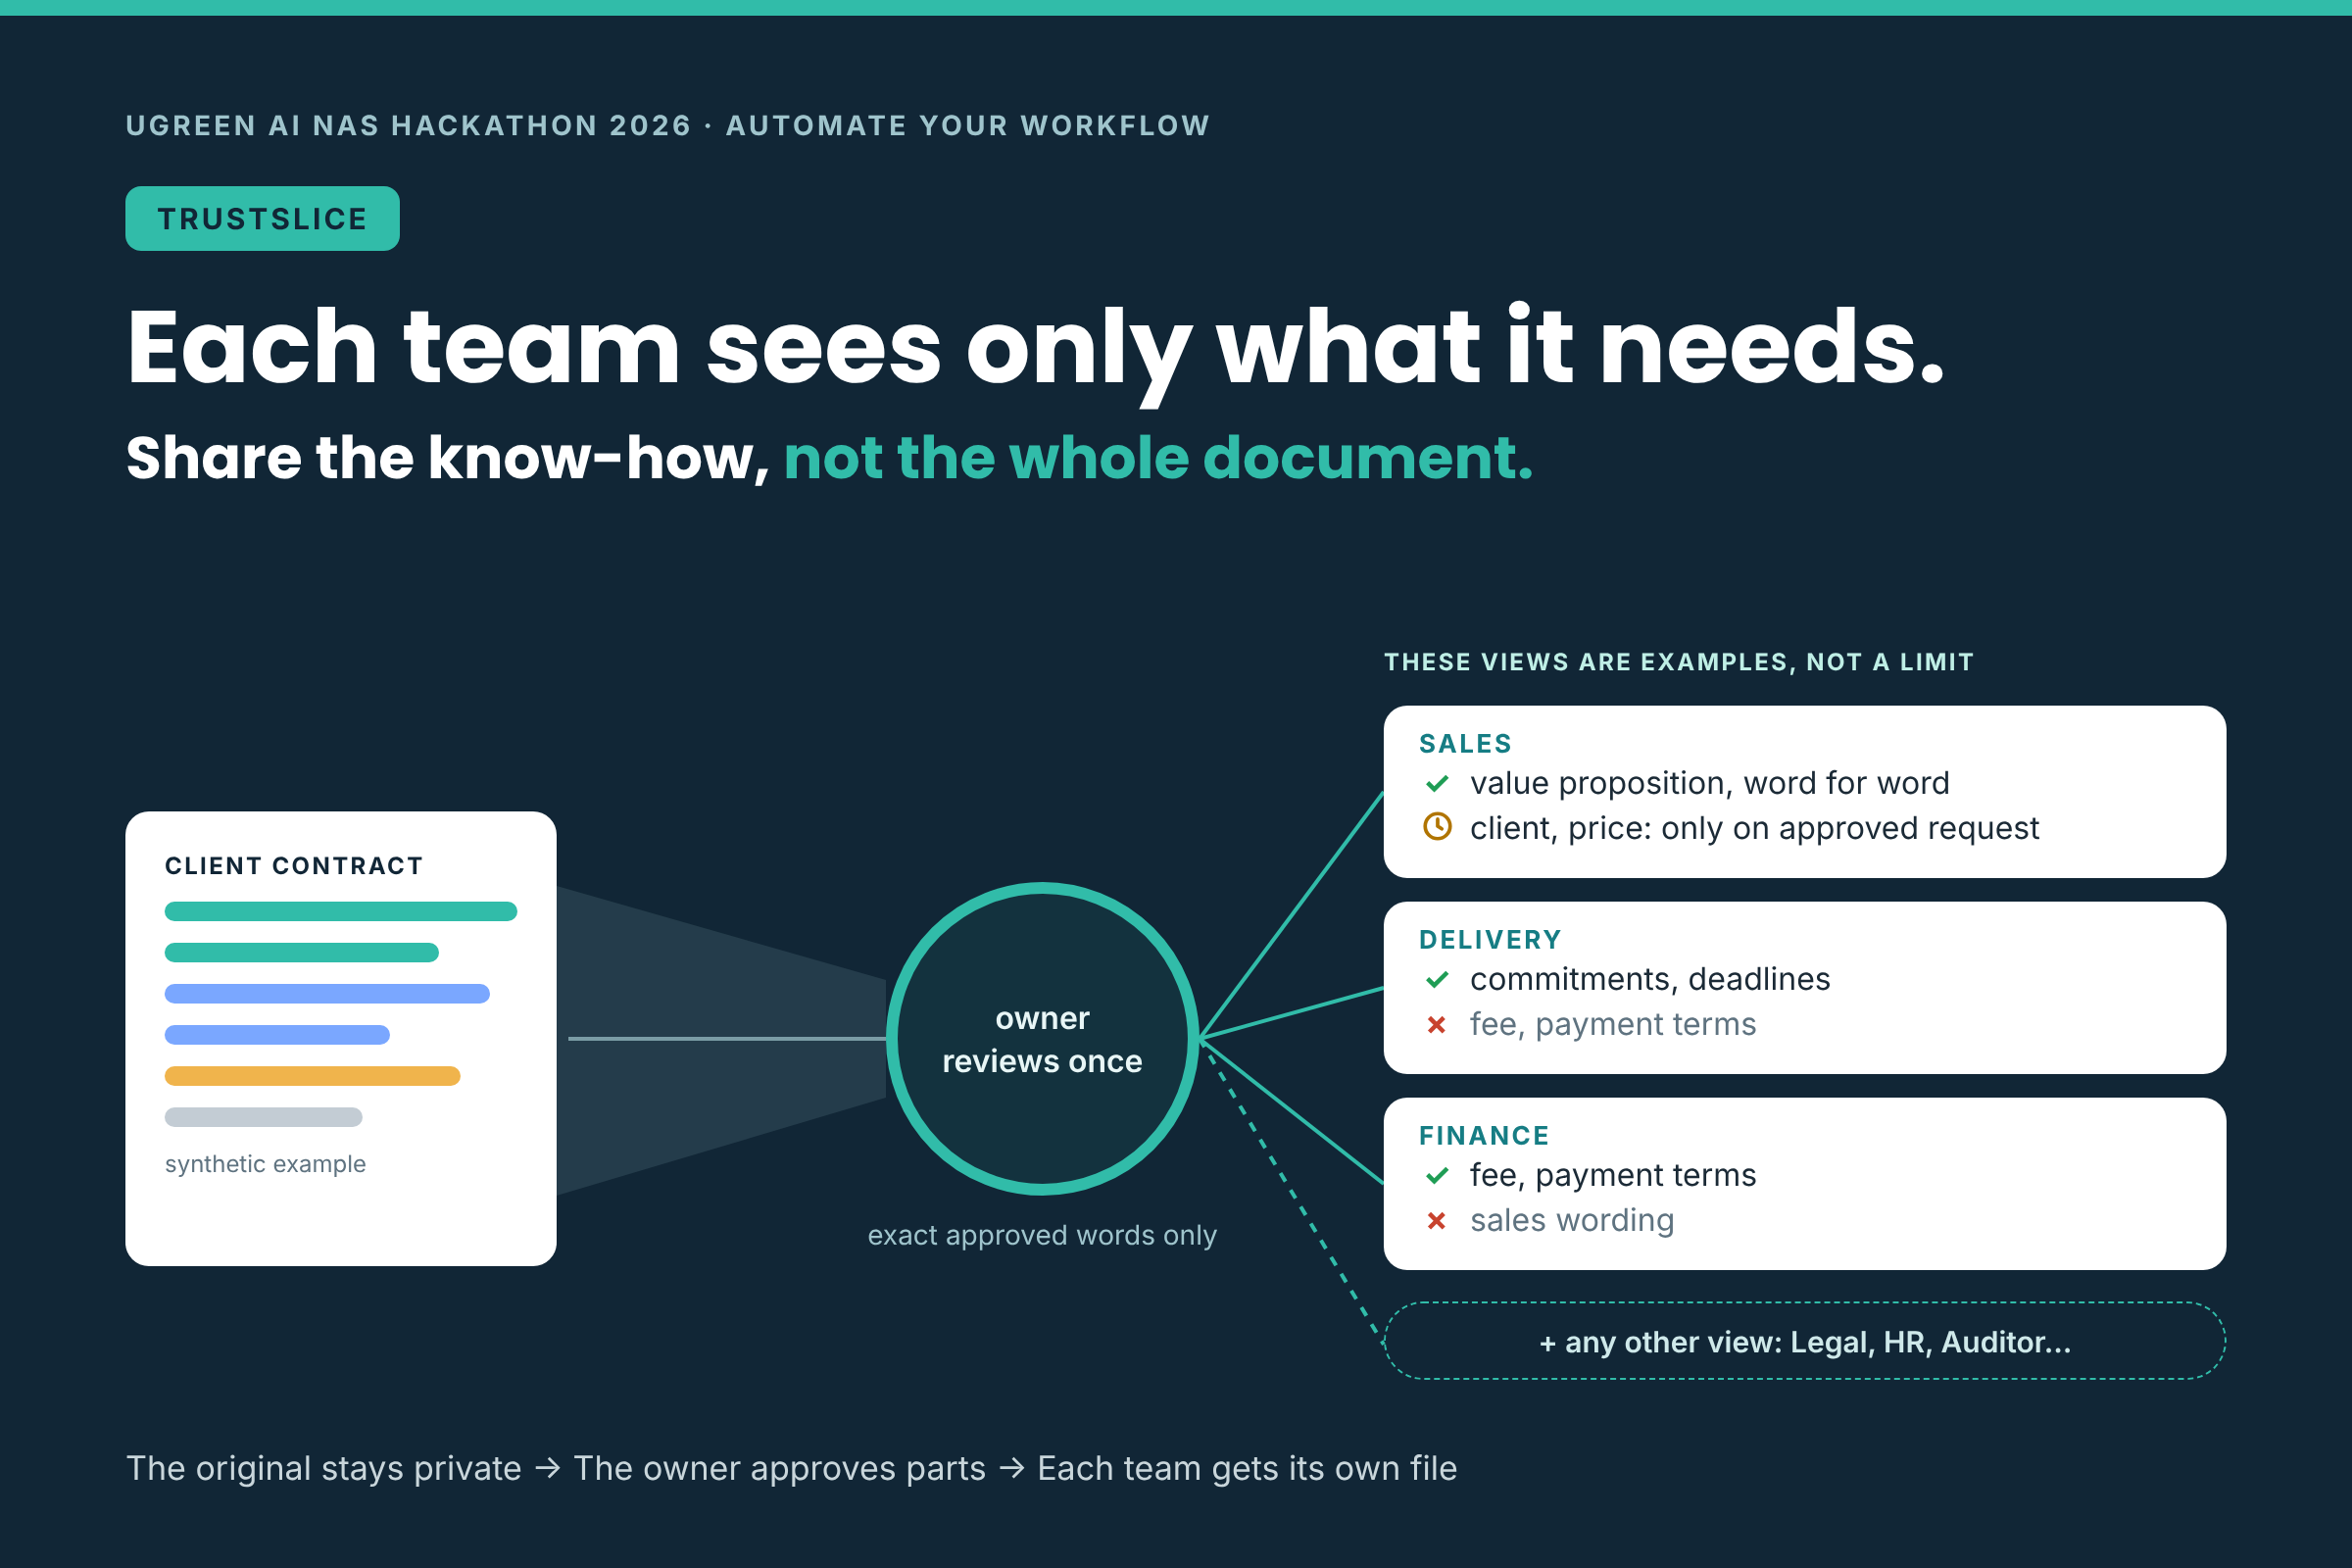 UGREEN AI NAS HACKATHON 2026 · AUTOMATE YOUR WORKFLOW
TRUSTSLICE
Each team sees only what it needs.
Share the know-how, not the whole document.
CLIENT CONTRACT
synthetic example
owner
reviews once
exact approved words only
THESE VIEWS ARE EXAMPLES, NOT A LIMIT
SALES
value proposition, word for word
client, price: only on approved request
DELIVERY
commitments, deadlines
fee, payment terms
FINANCE
fee, payment terms
sales wording
+ any other view: Legal, HR, Auditor...
The original stays private → The owner approves parts → Each team gets its own file